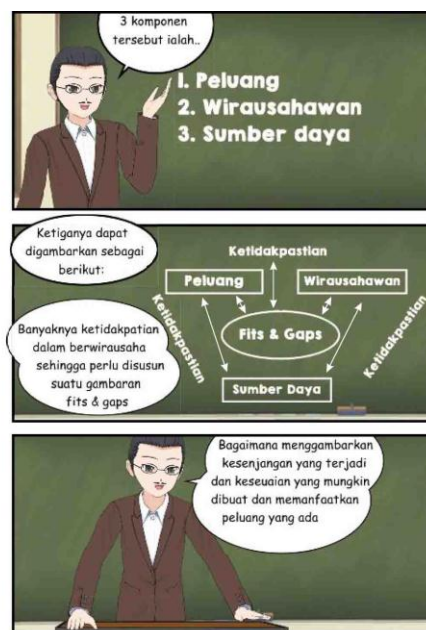 3 komponen
tersebut ialah..
1. Peluang
2. Wirausahawan
3. Sumber daya
Ketiganya dapat
digambarkan sebagai
berikut:
Ketidakpastian
Peluang
Wirausahawan
Ketidakpastian
Fits & Gaps
Ketidakpastian
Sumber Daya
Banyaknya ketidakpatian
dalam berwirausaha
sehingga perlu disusun
suatu gambaran
fits & gaps
Bagaimana menggambarkan
kesenjangan yang terjadi
dan keseuaian yang mungkin
dibuat dan memanfaatkan
peluang yang ada